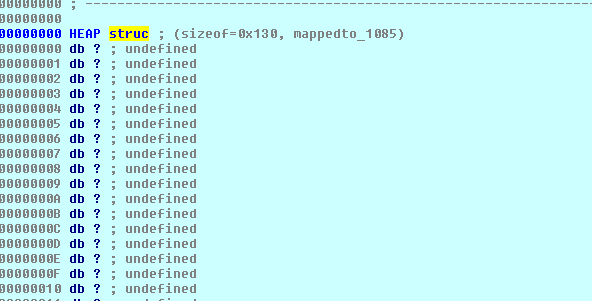 00000000 ; ---------------------------------------------------------------------------
00000000
00000000 HEAP struc ; (sizeof=0x130, mappedto_1085)
00000000 db ? ; undefined
00000001 db ? ; undefined
00000002 db ? ; undefined
00000003 db ? ; undefined
00000004 db ? ; undefined
00000005 db ? ; undefined
00000006 db ? ; undefined
00000007 db ? ; undefined
00000008 db ? ; undefined
00000009 db ? ; undefined
0000000A db ? ; undefined
0000000B db ? ; undefined
0000000C db ? ; undefined
0000000D db ? ; undefined
0000000E db ? ; undefined
0000000F db ? ; undefined
00000010 db ? ; undefined
00000011 db ? ; undefined